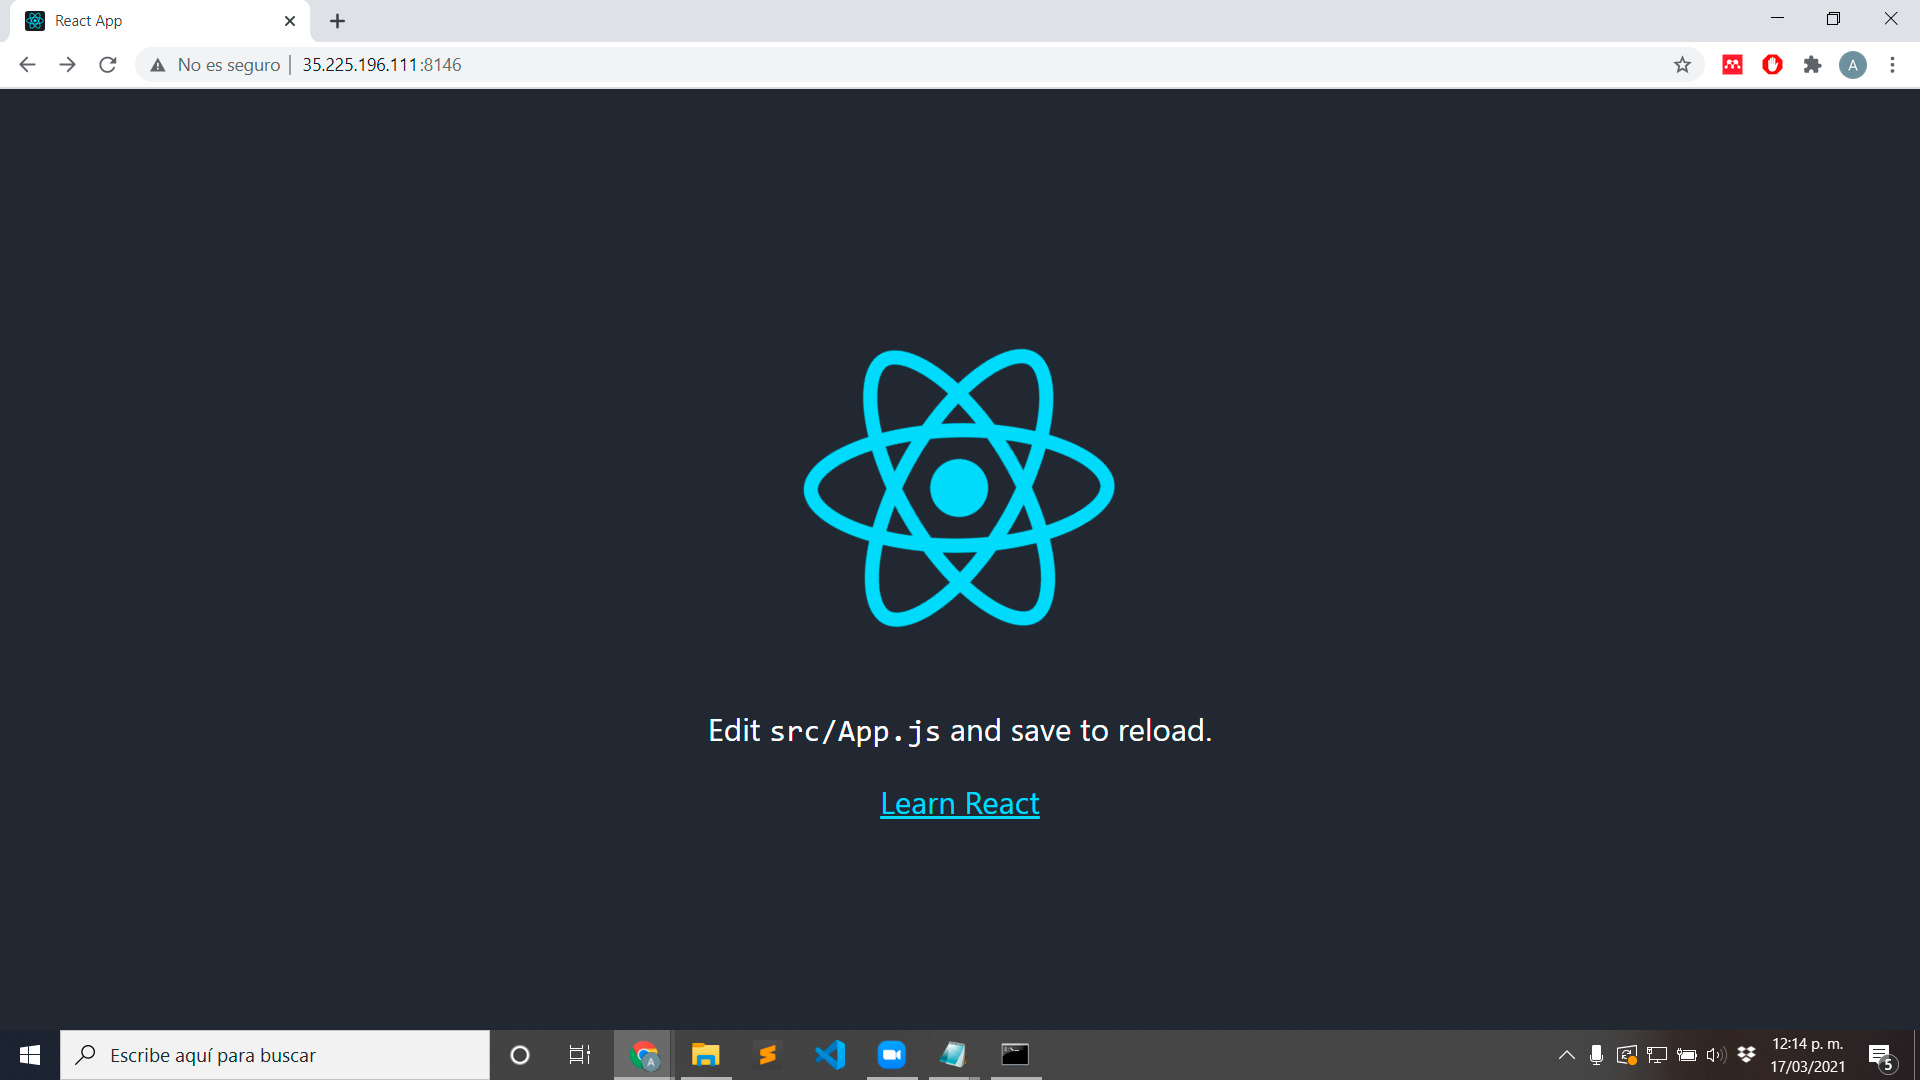 React App
No es seguro | 35.225.196.111:8146
A
Edit src/App.js and save to reload.
Learn React
Escribe aquí para buscar
A
12:14 p. m.
17/03/2021
5